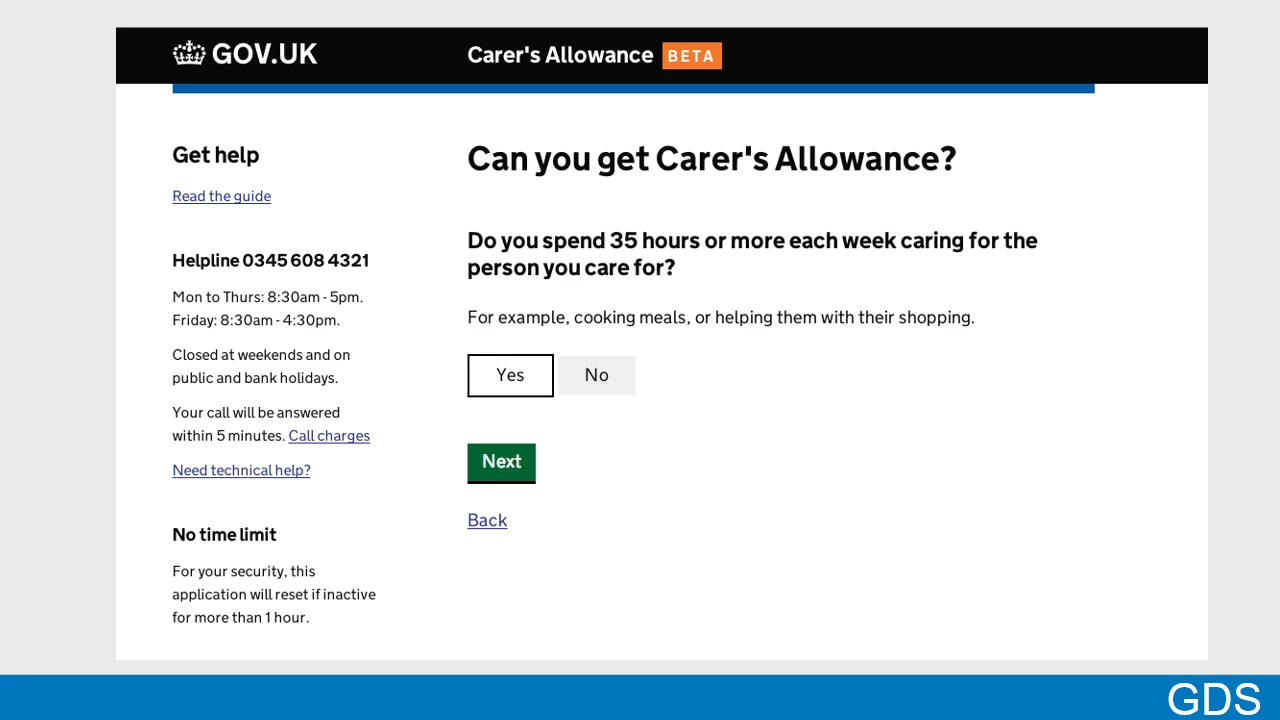 GOV.UK
Carer's Allowance BETA
Get help
Read the guide
Helpline 0345 608 4321
Mon to Thurs: 8:30am - 5pm.
Friday: 8:30am - 4:30pm.
Closed at weekends and on
public and bank holidays.
Your call will be answered
within 5 minutes. Call charges
Need technical help?
No time limit
For your security, this
application will reset if inactive
for more than 1 hour.
Can you get Carer's Allowance?
Do you spend 35 hours or more each week caring for the
person you care for?
For example, cooking meals, or helping them with their shopping.
Yes No
Next
Back
GDS